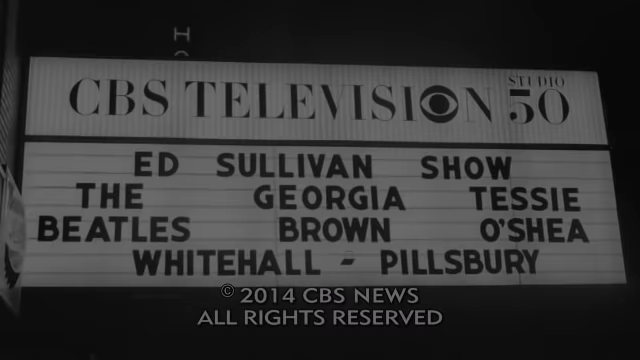 H
CBS TELEVISION STUDIO 50
ED SULLIVAN SHOW
THE GEORGIA TESSIE
BEATLES BROWN O'SHEA
WHITEHALL - PILLSBURY
© 2014 CBS NEWS
ALL RIGHTS RESERVED